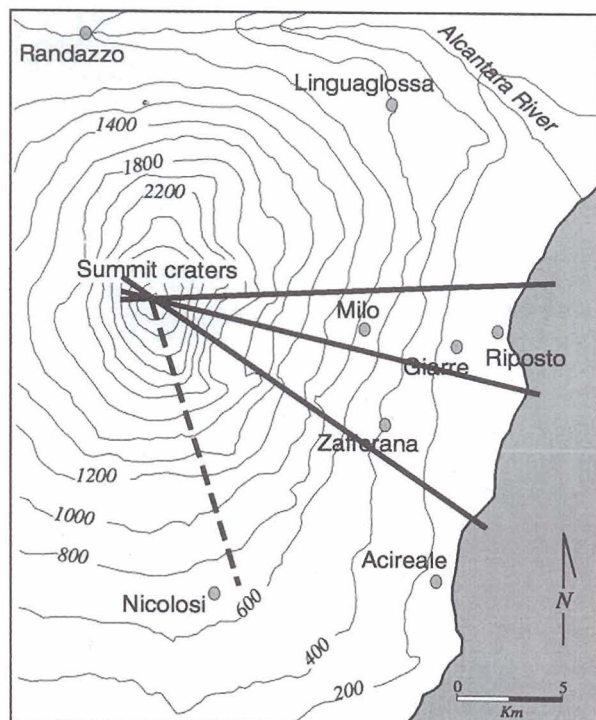 Randazzo
Alcantara River
Linguaglossa
1400
1800
2200
Summit craters
Milo
Giarre
Riposto
Zafferana
1200
1000
800
Acireale
Nicolosi
600
N
400
200
0 5
Km